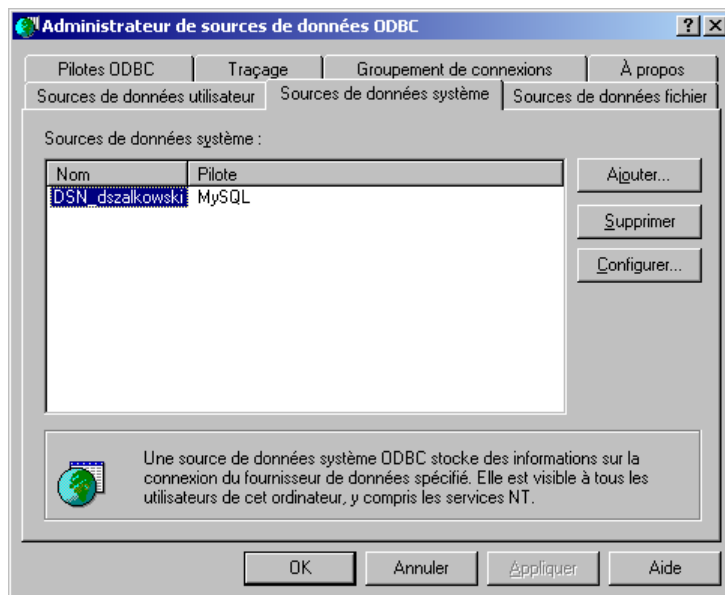 Administrateur de sources de données ODBC
Pilotes ODBC Traçage Groupement de connexions À propos
Sources de données utilisateur Sources de données système Sources de données fichier
Sources de données système :
Nom Pilote
DSN_dszalkowski MySQL
Ajouter...
Supprimer
Configurer...
Une source de données système ODBC stocke des informations sur la
connexion du fournisseur de données spécifié. Elle est visible à tous les
utilisateurs de cet ordinateur, y compris les services NT.
OK Annuler Appliquer Aide